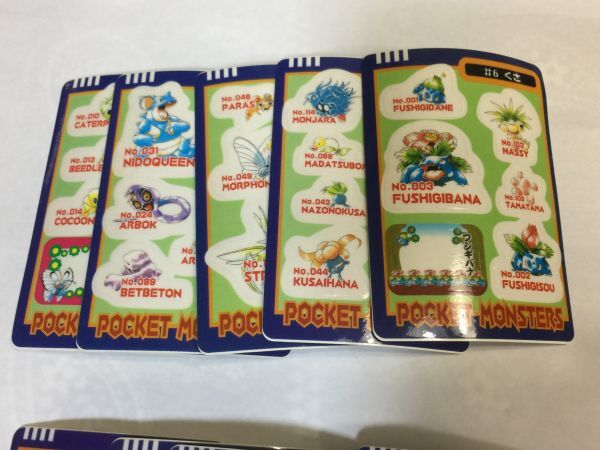 No.010
CATERP
No.013
BEEDLE
No.014
COCOON
POCKET
No.031
NIDOQUEEN
No.024
ARBOK
AR
No.089
BETBETON
POCKET MO
No.046
PARAS
No.049
MORPHON
POCKET
No.114
MONJARA
No.069
MADATSUBOM
No.043
NAZONOKUSA
No.044
KUSAIHANA
POCKET
#6 くさ
No.001
FUSHIGIDANE
No.103
NASSY
No.003
FUSHIGIBANA
No.102
TAMATAMA
フシギバナ
No.002
FUSHIGISOU
POCKET MONSTERS